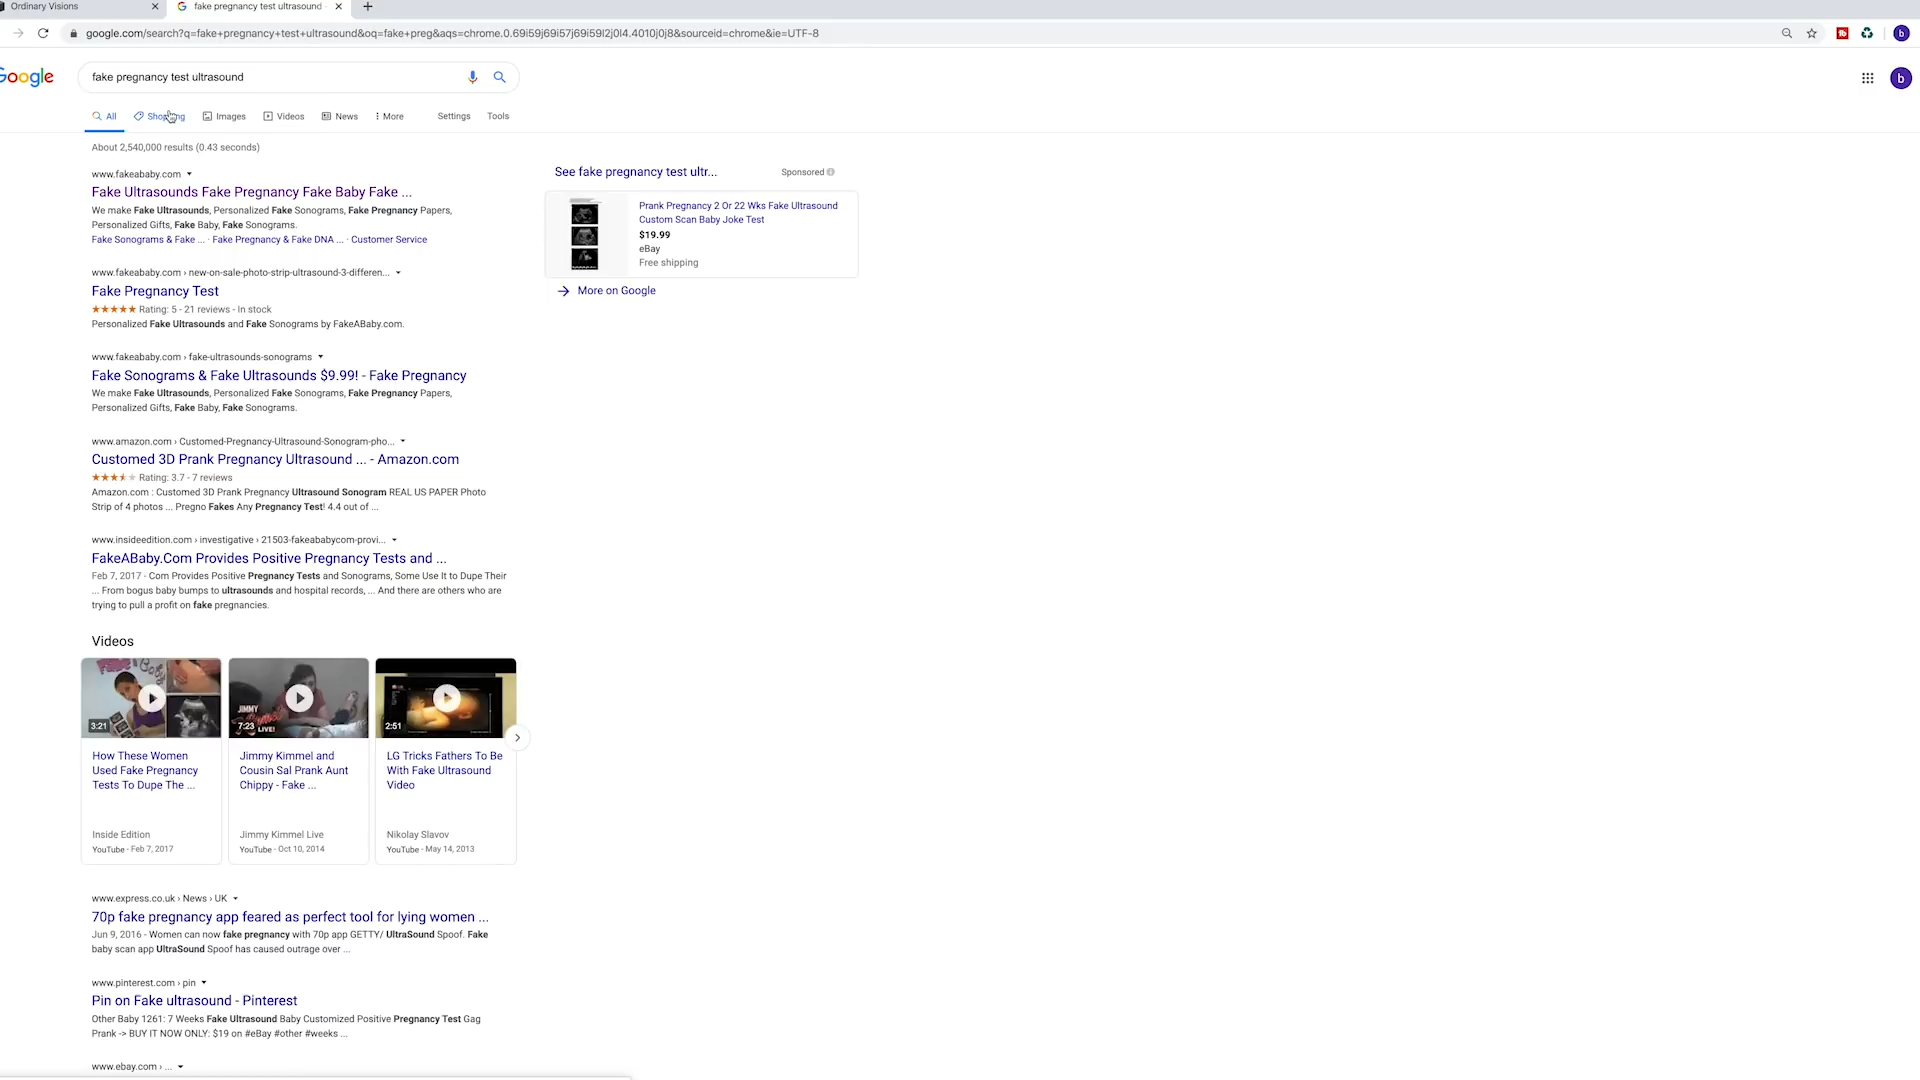 Ordinary Visions
fake pregnancy test ultrasound
google.com/search?q=fake+pregnancy+test+ultrasound&oq=fake+preg&aqs=chrome.0.69i59j69i57j69i59l2j0l4.4010j0j8&sourceid=chrome&ie=UTF-8
b
Google
fake pregnancy test ultrasound
b
All
Shopping
Images
Videos
News
More
Settings
Tools
About 2,540,000 results (0.43 seconds)
www.fakeababy.com
Fake Ultrasounds Fake Pregnancy Fake Baby Fake ...
We make Fake Ultrasounds, Personalized Fake Sonograms, Fake Pregnancy Papers,
Personalized Gifts, Fake Baby, Fake Sonograms.
Fake Sonograms & Fake ... · Fake Pregnancy & Fake DNA ... · Customer Service
www.fakeababy.com › new-on-sale-photo-strip-ultrasound-3-differen...
Fake Pregnancy Test
Rating: 5 - 21 reviews - In stock
Personalized Fake Ultrasounds and Fake Sonograms by FakeABaby.com.
www.fakeababy.com › fake-ultrasounds-sonograms
Fake Sonograms & Fake Ultrasounds $9.99! - Fake Pregnancy
We make Fake Ultrasounds, Personalized Fake Sonograms, Fake Pregnancy Papers,
Personalized Gifts, Fake Baby, Fake Sonograms.
www.amazon.com › Customed-Pregnancy-Ultrasound-Sonogram-pho...
Customed 3D Prank Pregnancy Ultrasound ... - Amazon.com
Rating: 3.7 - 7 reviews
Amazon.com : Customed 3D Prank Pregnancy Ultrasound Sonogram REAL US PAPER Photo
Strip of 4 photos ... Pregno Fakes Any Pregnancy Test! 4.4 out of ...
www.insideedition.com › investigative › 21503-fakeababycom-provi...
FakeABaby.Com Provides Positive Pregnancy Tests and ...
Feb 7, 2017 - Com Provides Positive Pregnancy Tests and Sonograms, Some Use It to Dupe Their
... From bogus baby bumps to ultrasounds and hospital records, ... And there are others who are
trying to pull a profit on fake pregnancies.
See fake pregnancy test ultr...
Sponsored
Prank Pregnancy 2 Or 22 Wks Fake Ultrasound
Custom Scan Baby Joke Test
$19.99
eBay
Free shipping
More on Google
Videos
3:21
JIMMY
7:23
LIVE!
2:51
How These Women
Used Fake Pregnancy
Tests To Dupe The ...
Inside Edition
YouTube - Feb 7, 2017
Jimmy Kimmel and
Cousin Sal Prank Aunt
Chippy - Fake ...
Jimmy Kimmel Live
YouTube - Oct 10, 2014
LG Tricks Fathers To Be
With Fake Ultrasound
Video
Nikolay Slavov
YouTube - May 14, 2013
www.express.co.uk › News › UK
70p fake pregnancy app feared as perfect tool for lying women ...
Jun 9, 2016 - Women can now fake pregnancy with 70p app GETTY/ UltraSound Spoof. Fake
baby scan app UltraSound Spoof has caused outrage over ...
www.pinterest.com › pin
Pin on Fake ultrasound - Pinterest
Other Baby 1261: 7 Weeks Fake Ultrasound Baby Customized Positive Pregnancy Test Gag
Prank -> BUY IT NOW ONLY: $19 on #eBay #other #weeks ...
www.ebay.com › ...